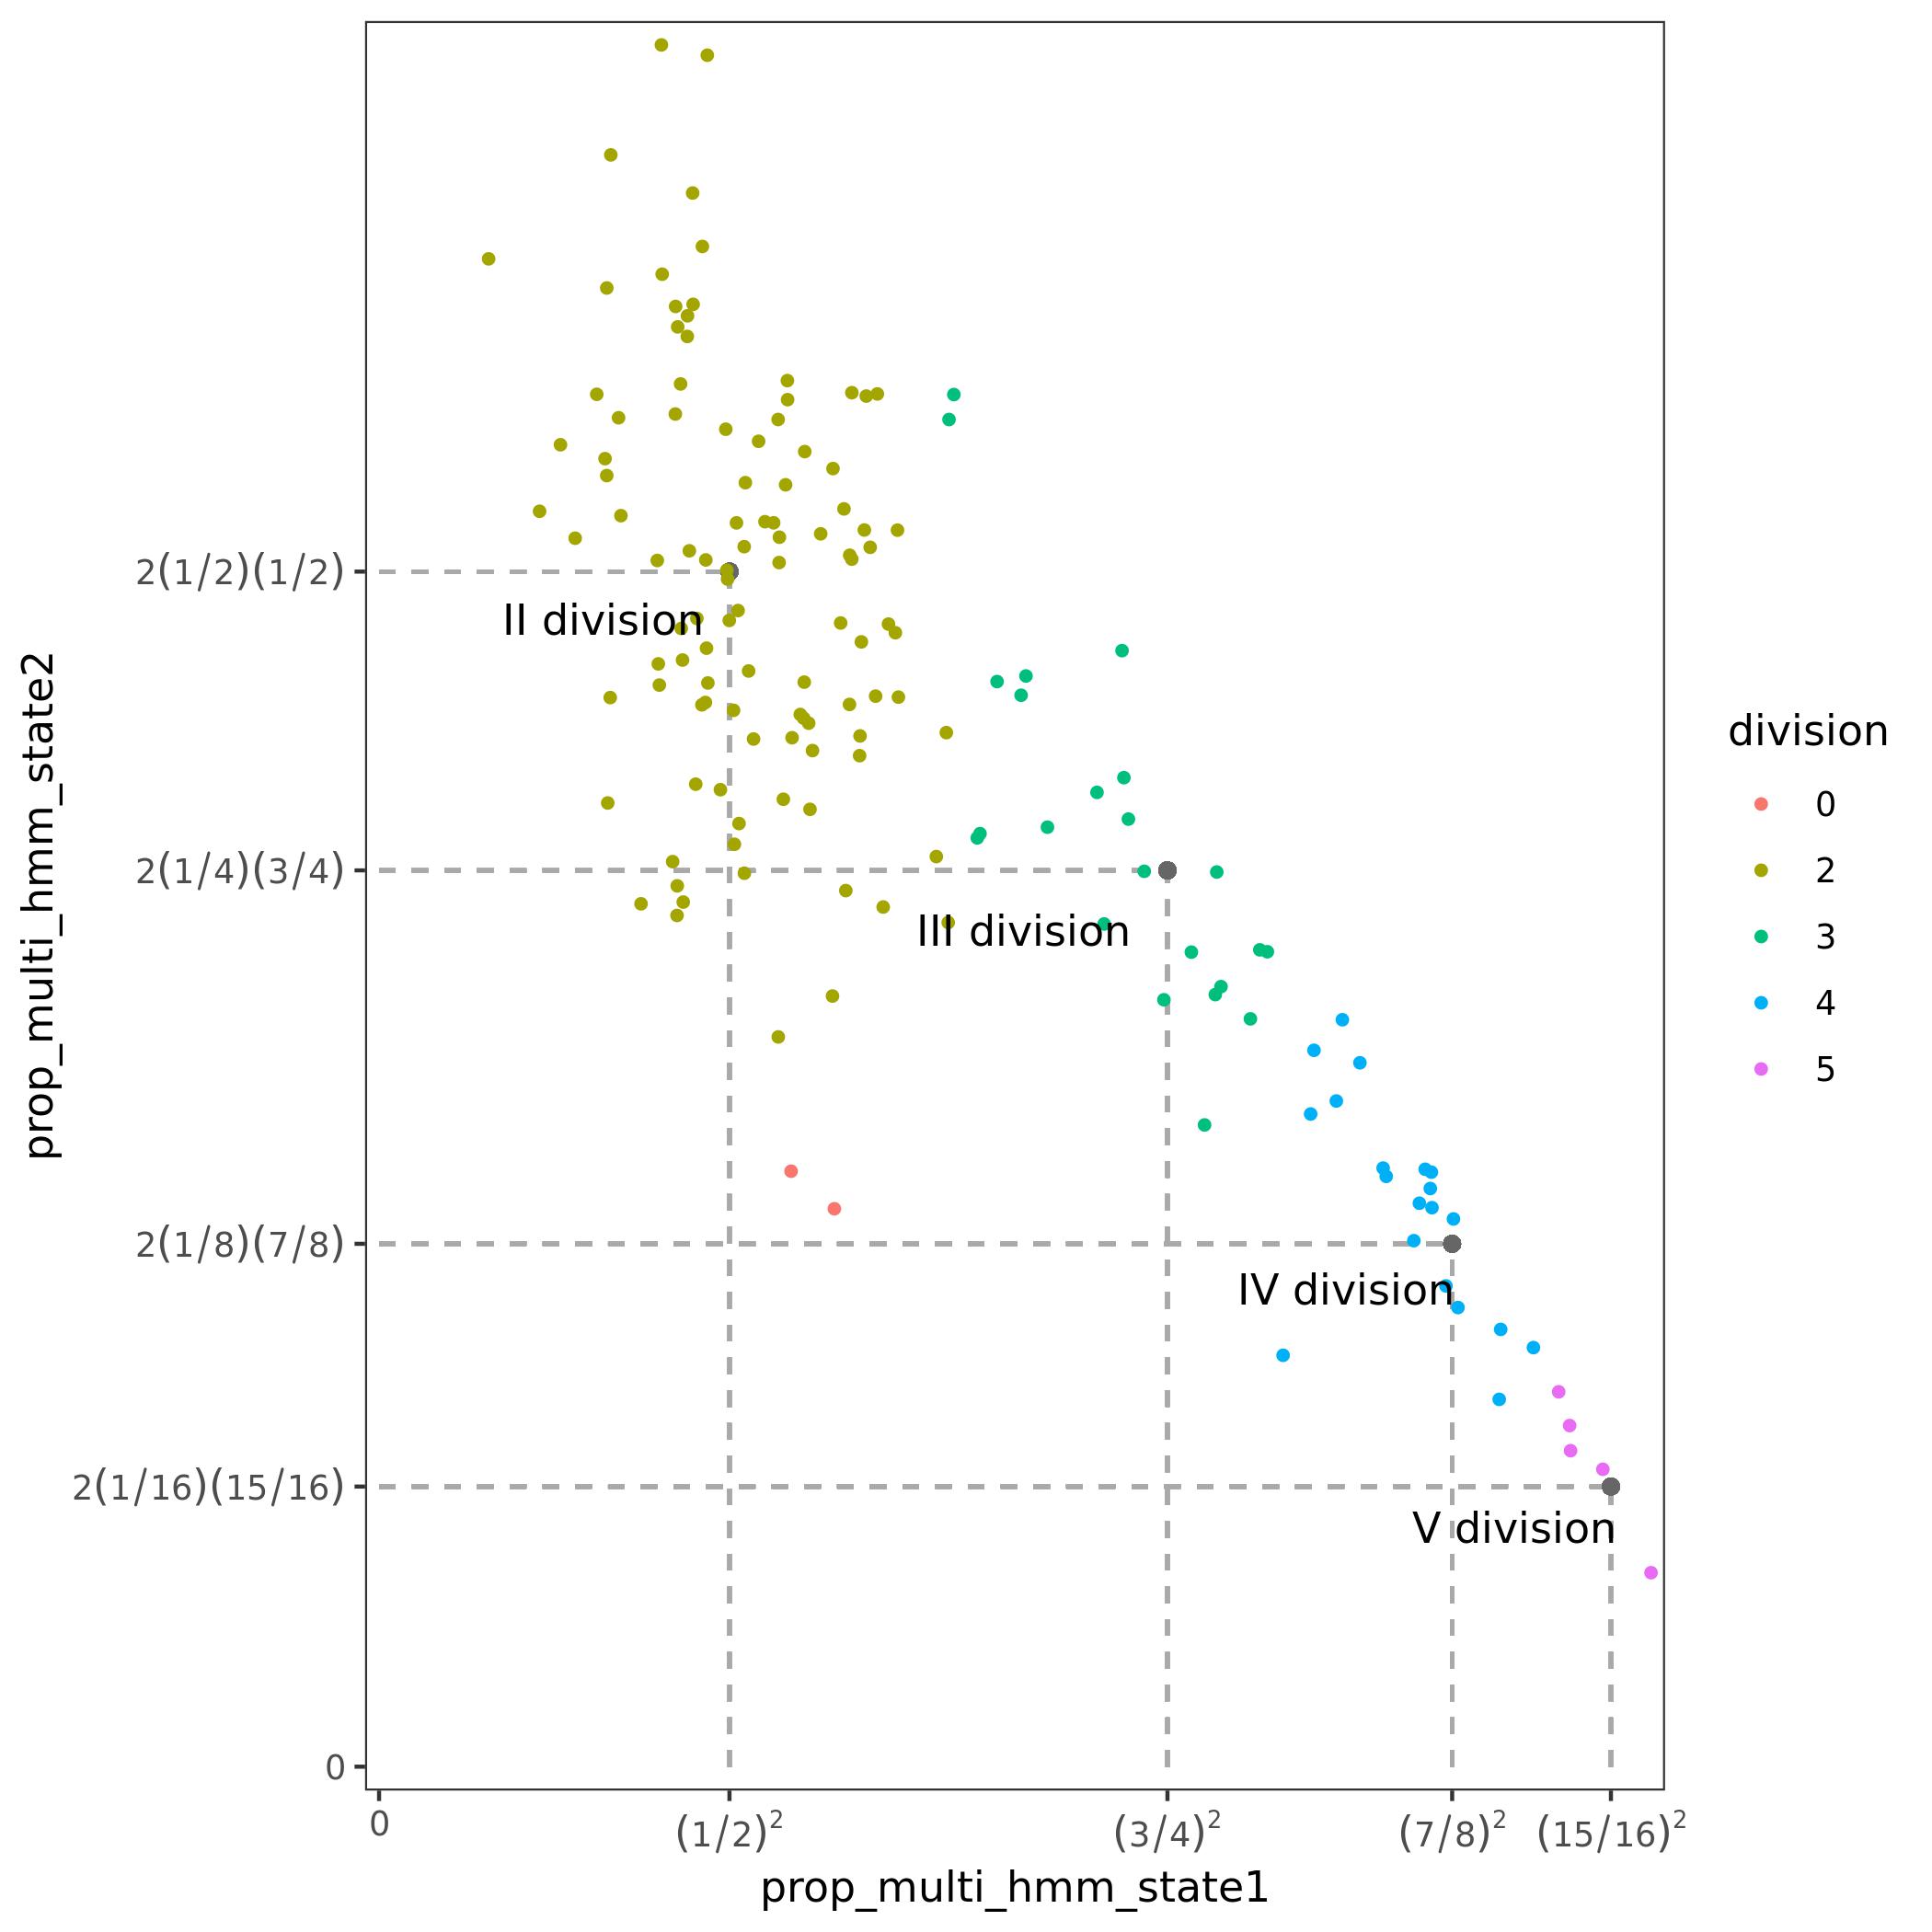 prop_multi_hmm_state2
2(1/2)(1/2)
2(1/4)(3/4)
2(1/8)(7/8)
2(1/16)(15/16)
0
II division
III division
IV division
V division
0
(1/2)²
(3/4)²
(7/8)²
(15/16)²
prop_multi_hmm_state1
division
0
2
3
4
5